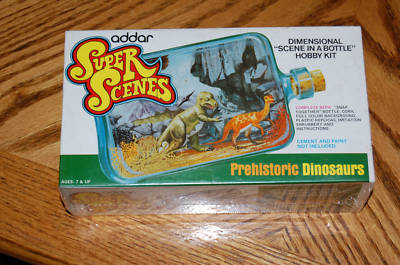 addar
SUPER
SCENES
DIMENSIONAL
"SCENE IN A BOTTLE"
HOBBY KIT
COMPLETE WITH: "SNAP
TOGETHER" BOTTLE, CORK,
FULL COLOR BACKGROUND,
PLASTIC REPLICAS, IMITATION
SHRUBBERY AND
INSTRUCTIONS
CEMENT AND PAINT
NOT INCLUDED
Prehistoric Dinosaurs
AGES: 7 & UP